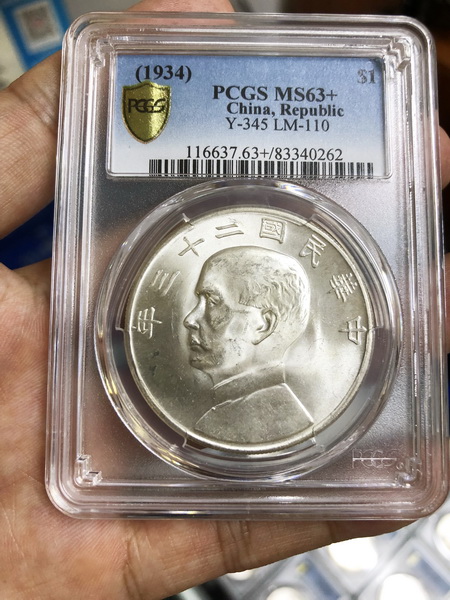 (1934) $1
PCGS MS63+
China, Republic
PCGS
Y-345 LM-110
116637.63+/83340262
中華民國二十三年
PCGS